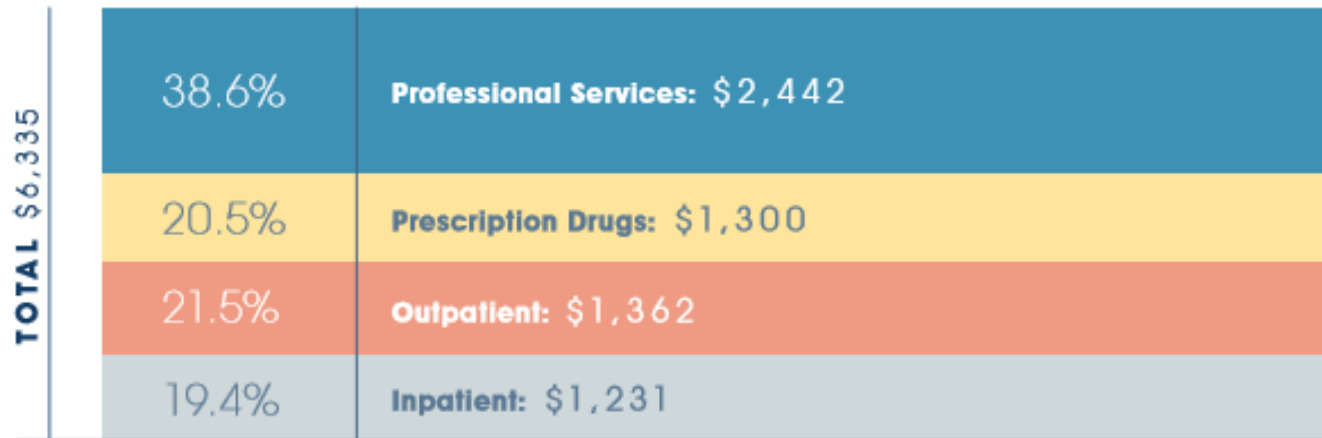 TOTAL $6,335
38.6% Professional Services: $2,442
20.5% Prescription Drugs: $1,300
21.5% Outpatient: $1,362
19.4% Inpatient: $1,231